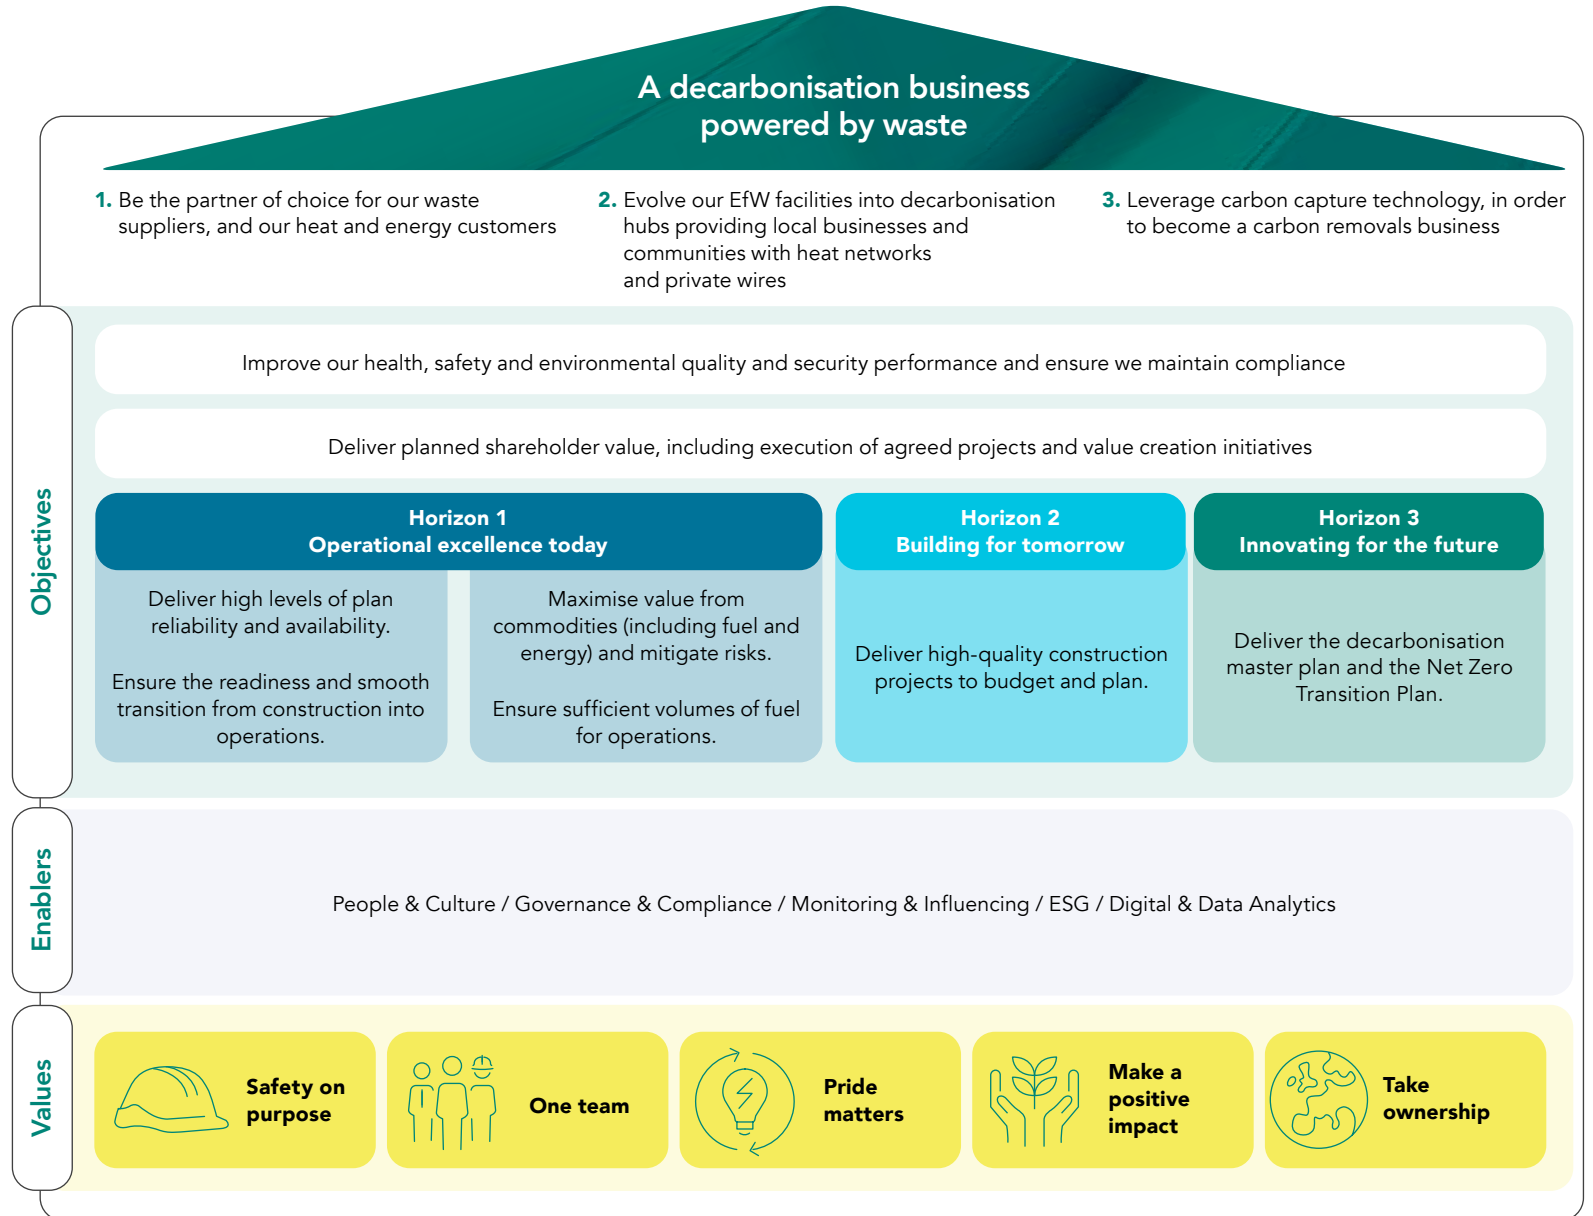 A decarbonisation business
powered by waste
1. Be the partner of choice for our waste
suppliers, and our heat and energy customers
2. Evolve our EfW facilities into decarbonisation
hubs providing local businesses and
communities with heat networks
and private wires
3. Leverage carbon capture technology, in order
to become a carbon removals business
Objectives
Improve our health, safety and environmental quality and security performance and ensure we maintain compliance
Deliver planned shareholder value, including execution of agreed projects and value creation initiatives
Horizon 1
Operational excellence today
Deliver high levels of plan
reliability and availability.
Ensure the readiness and smooth
transition from construction into
operations.
Maximise value from
commodities (including fuel and
energy) and mitigate risks.
Ensure sufficient volumes of fuel
for operations.
Horizon 2
Building for tomorrow
Deliver high-quality construction
projects to budget and plan.
Horizon 3
Innovating for the future
Deliver the decarbonisation
master plan and the Net Zero
Transition Plan.
Enablers
People & Culture / Governance & Compliance / Monitoring & Influencing / ESG / Digital & Data Analytics
Values
Safety on
purpose
One team
Pride
matters
Make a
positive
impact
Take
ownership